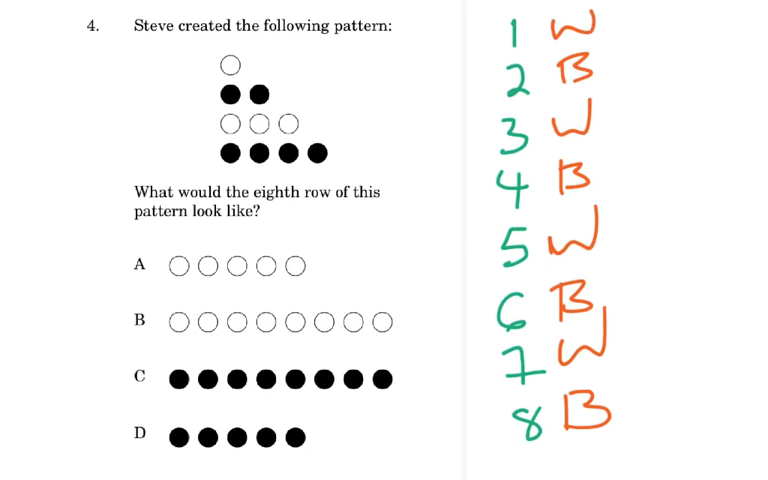 4. Steve created the following pattern:
What would the eighth row of this
pattern look like?
A
B
C
D
1 W
2 B
3 W
4 B
5 W
6 B
7 W
8 B